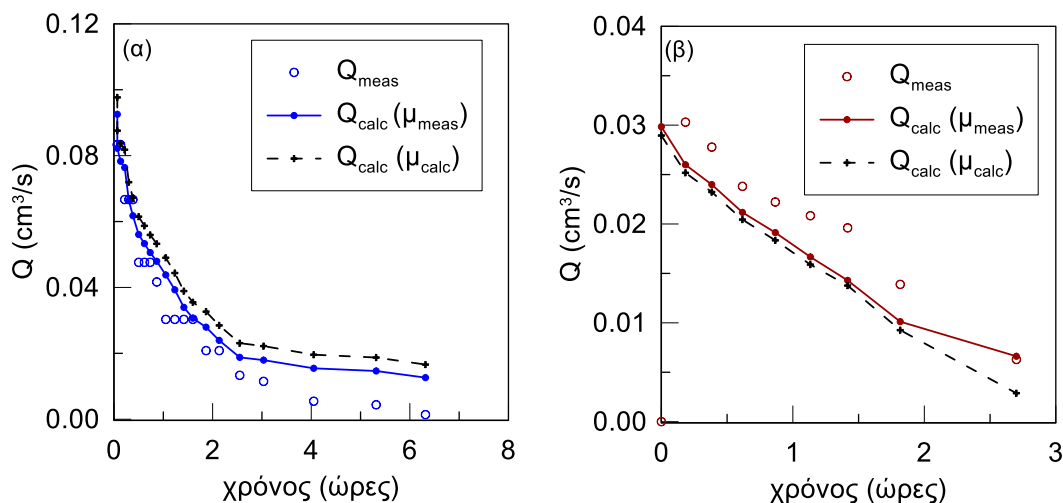 (α)
Q (cm³/s)
0.12
0.08
0.04
0.00
Qmeas
Qcalc (μmeas)
Qcalc (μcalc)
0 2 4 6 8
χρόνος (ώρες)
(β)
Q (cm³/s)
0.04
0.03
0.02
0.01
0.00
Qmeas
Qcalc (μmeas)
Qcalc (μcalc)
0 1 2 3
χρόνος (ώρες)